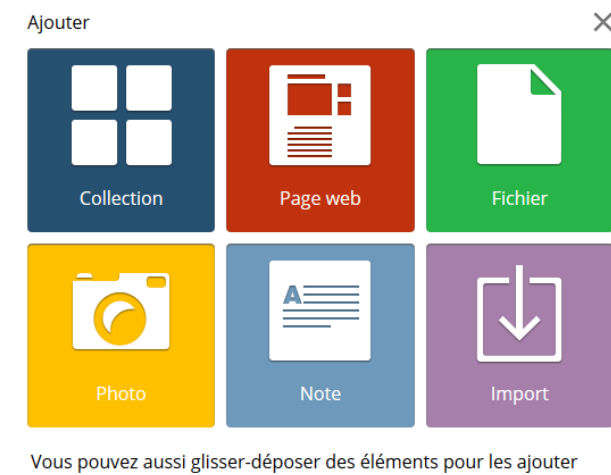 Ajouter
Collection
Page web
Fichier
A
Photo
Note
Import
Vous pouvez aussi glisser-déposer des éléments pour les ajouter